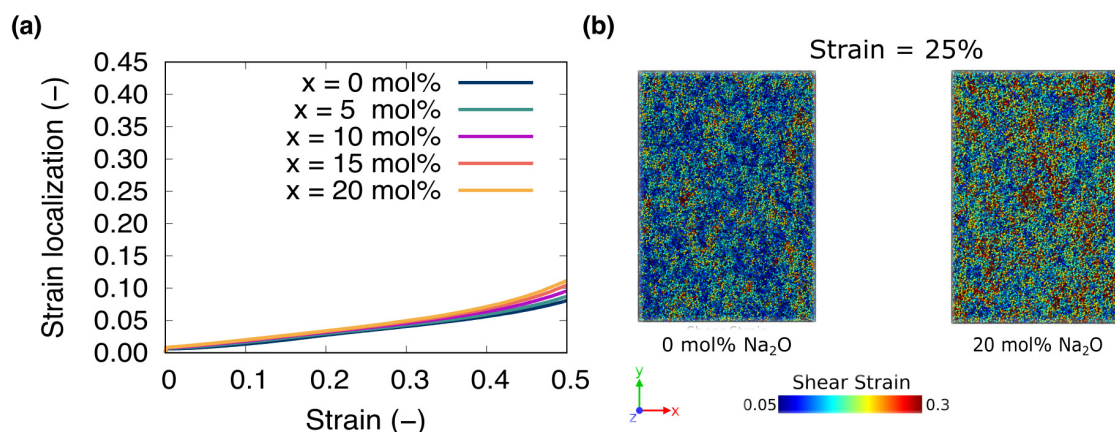 (a)
Strain localization (−)
0.45
0.40
0.35
0.30
0.25
0.20
0.15
0.10
0.05
0.00
x = 0 mol%
x = 5 mol%
x = 10 mol%
x = 15 mol%
x = 20 mol%
0 0.1 0.2 0.3 0.4 0.5
Strain (−)
(b)
Strain = 25%
0 mol% Na₂O
20 mol% Na₂O
y
z x
Shear Strain
0.05 0.3